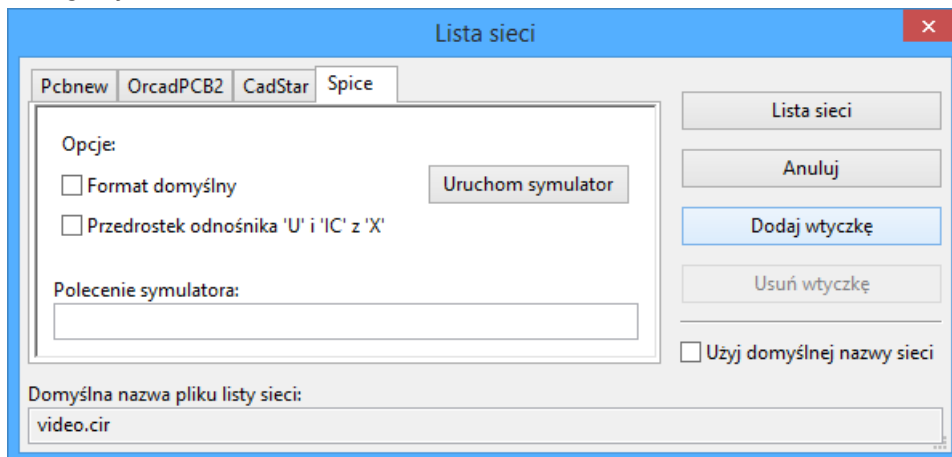 Lista sieci
Pcbnew OrcadPCB2 CadStar Spice
Lista sieci
Opcje:
Anuluj
Format domyślny
Uruchom symulator
Przedrostek odnośnika 'U' i 'IC' z 'X'
Dodaj wtyczkę
Polecenie symulatora:
Usuń wtyczkę
Użyj domyślnej nazwy sieci
Domyślna nazwa pliku listy sieci:
video.cir